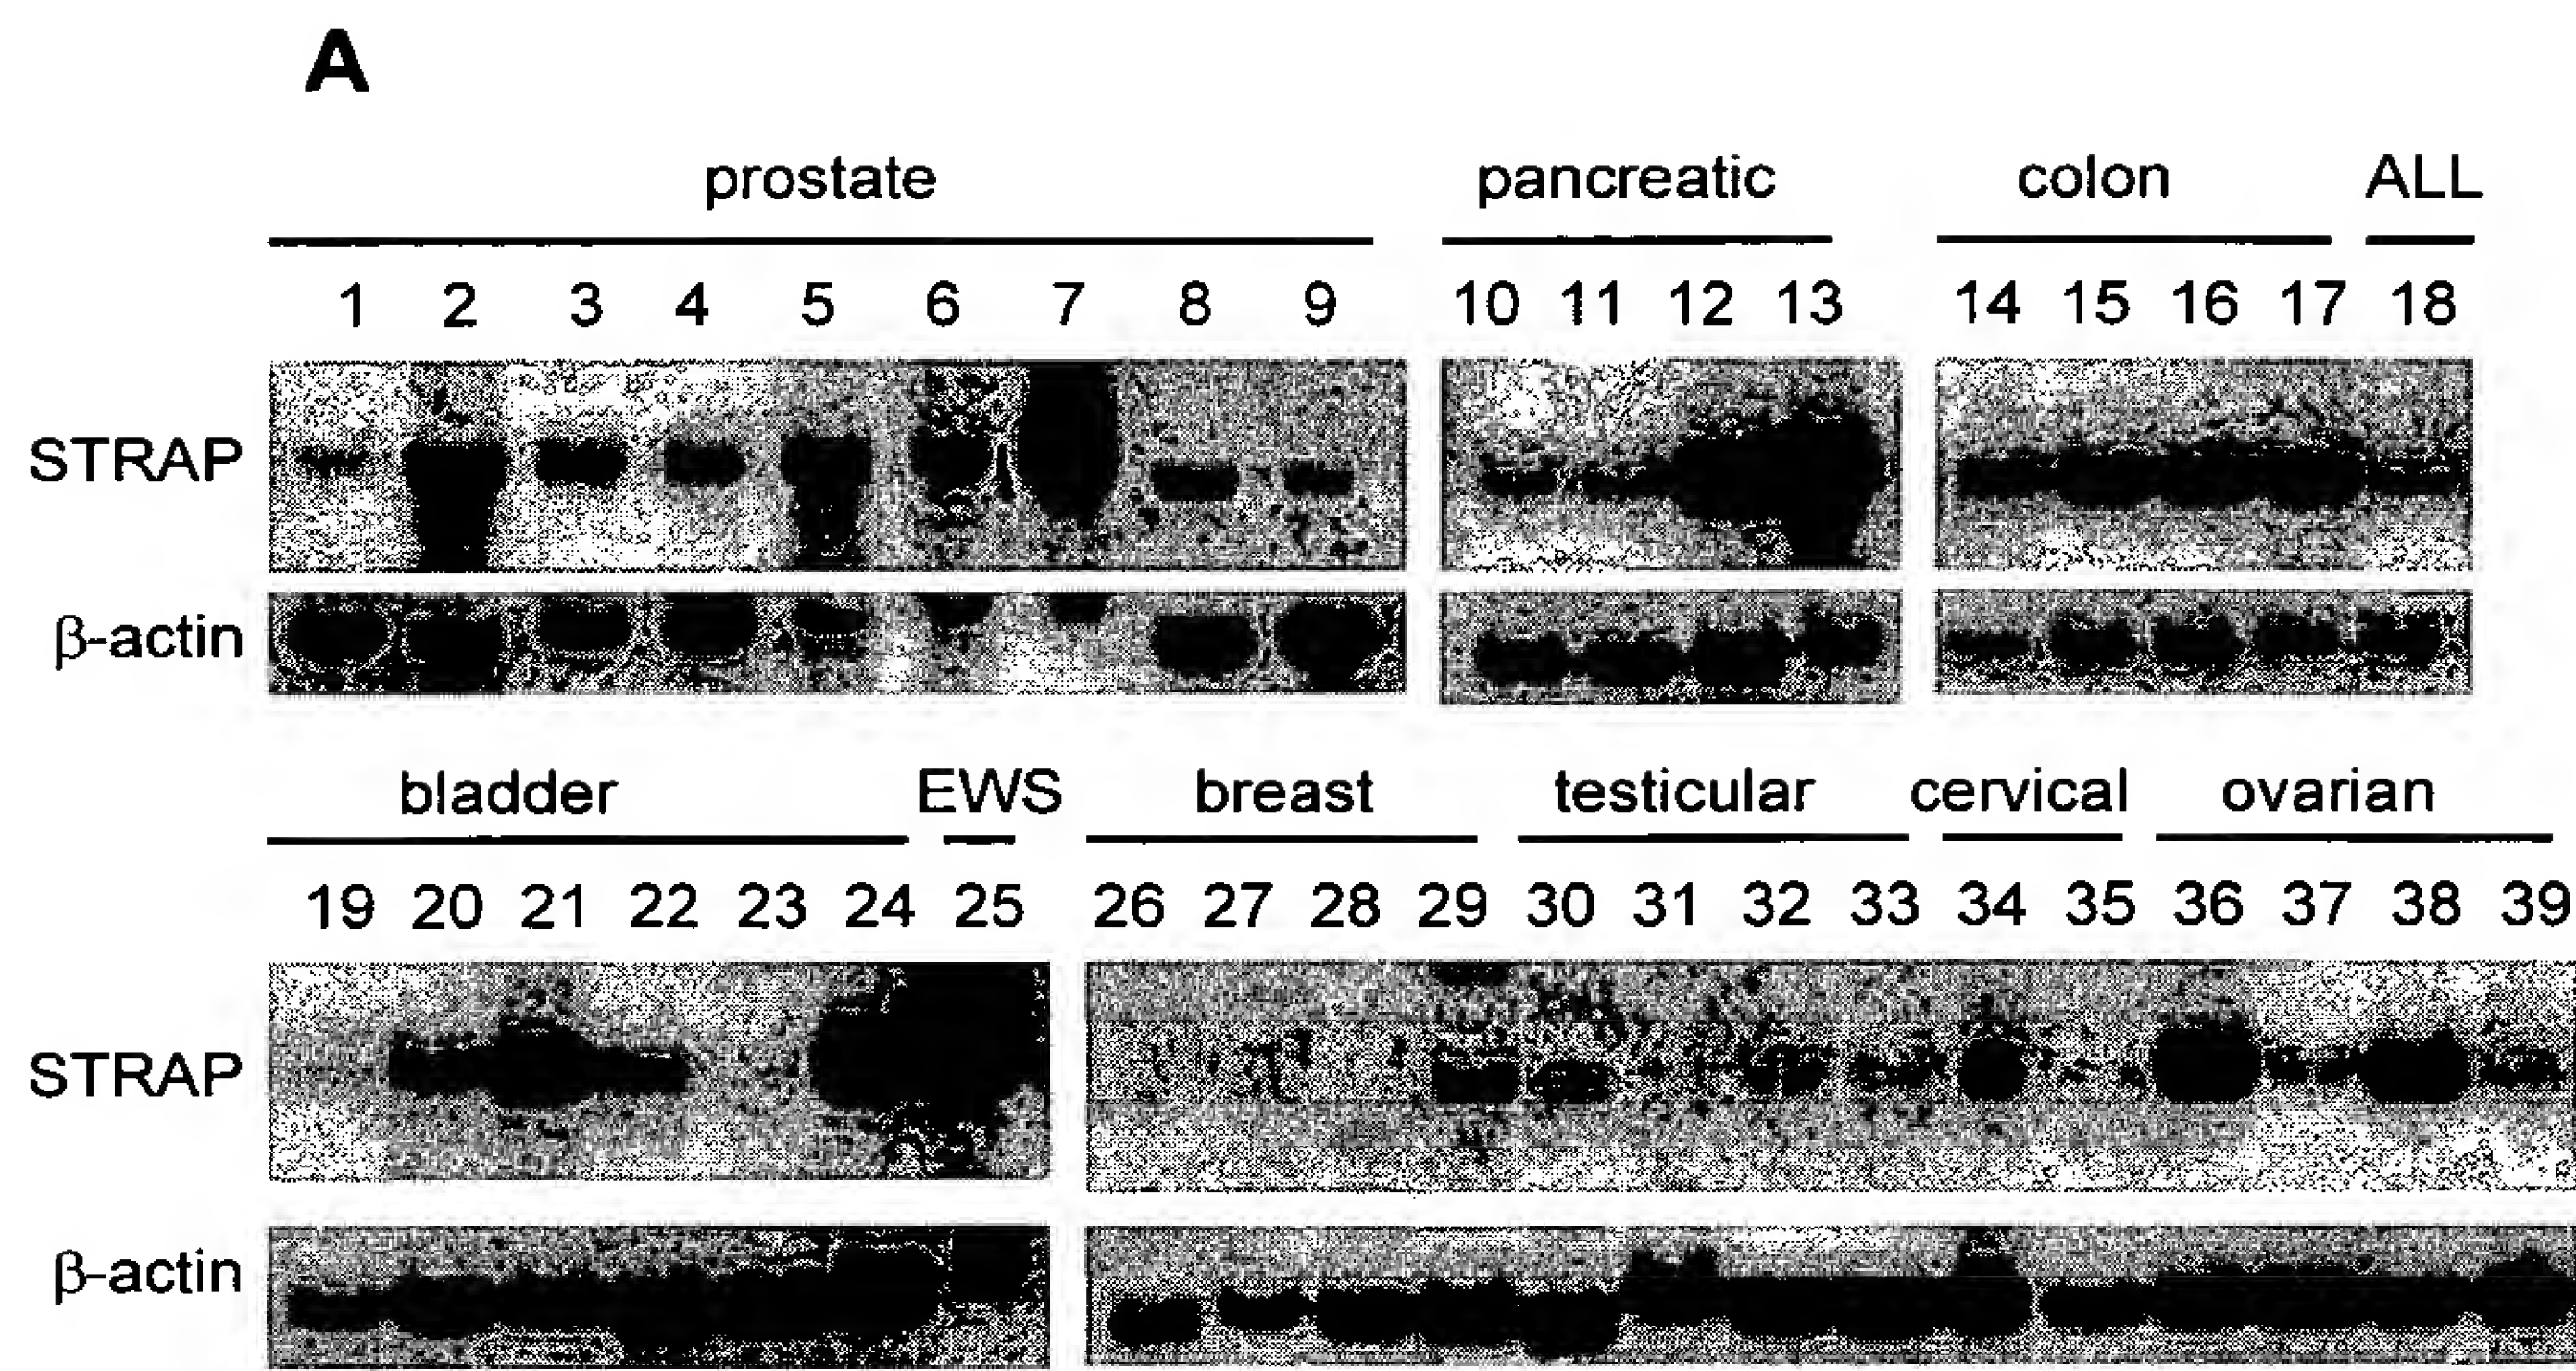 A
prostate pancreatic colon ALL
1 2 3 4 5 6 7 8 9 10 11 12 13 14 15 16 17 18
STRAP
β-actin
bladder EWS breast testicular cervical ovarian
19 20 21 22 23 24 25 26 27 28 29 30 31 32 33 34 35 36 37 38 39
STRAP
β-actin